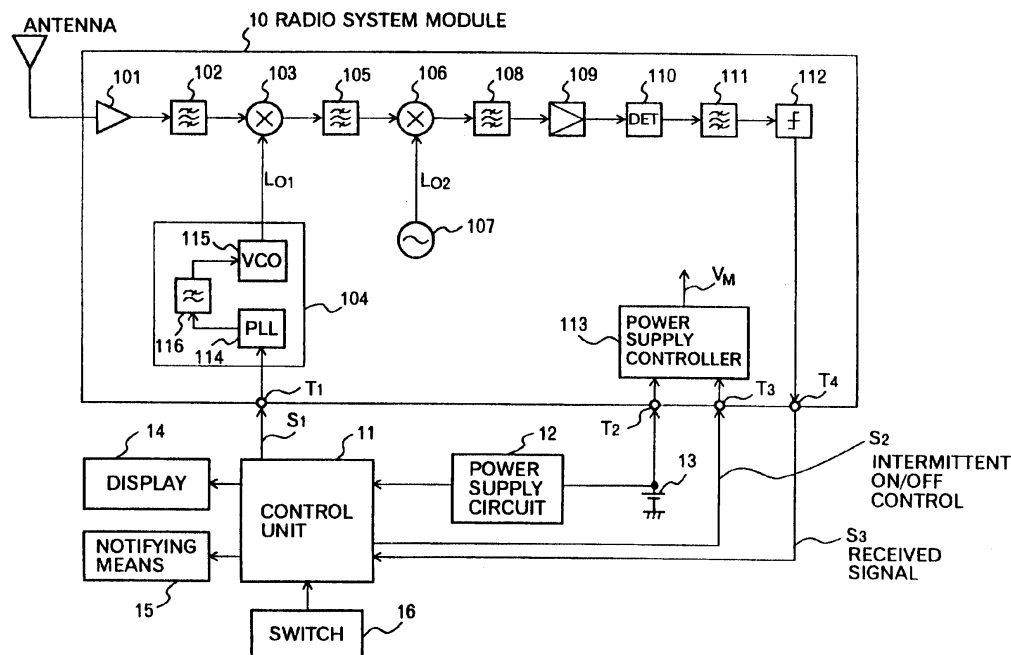 ANTENNA
10 RADIO SYSTEM MODULE
101
102
103
105
106
108
109
110
111
112
DET
LO1
LO2
107
115
VCO
104
116
114
PLL
VM
113
POWER
SUPPLY
CONTROLLER
T1
T2
T3
T4
S1
14
DISPLAY
11
CONTROL
UNIT
12
POWER
SUPPLY
CIRCUIT
13
S2
INTERMITTENT
ON/OFF
CONTROL
NOTIFYING
MEANS
15
S3
RECEIVED
SIGNAL
SWITCH
16